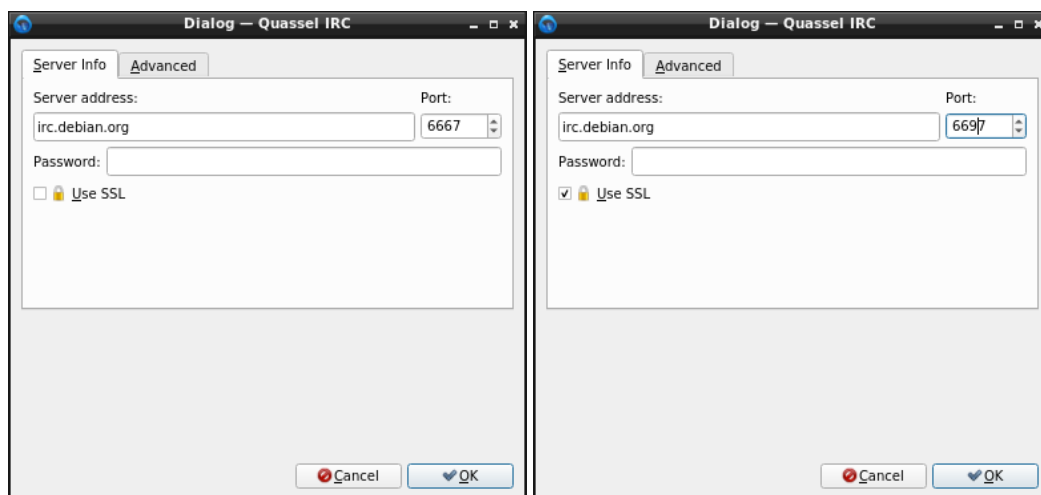 Dialog — Quassel IRC
Server Info Advanced
Server address: Port:
irc.debian.org 6667
Password:
Use SSL
Cancel OK
Dialog — Quassel IRC
Server Info Advanced
Server address: Port:
irc.debian.org 6697
Password:
Use SSL
Cancel OK